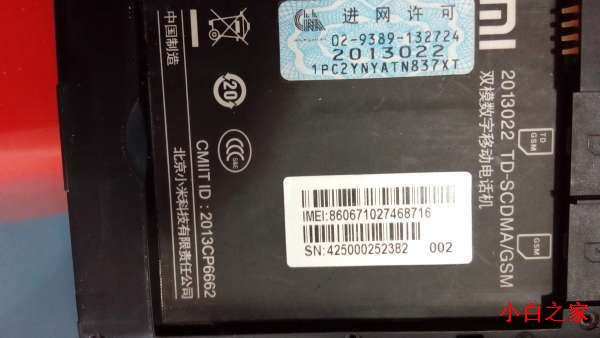 进网许可
02-9389-132724
2013022
1PC2YNYATN837XT
MI
2013022 TD-SCDMA/GSM
双模数字移动电话机
TD
GSM
GSM
中国制造
20
CCC
S&E
CMIIT ID：2013CP6662
北京小米科技有限责任公司
IMEI:860671027468716
SN:425000252382 002
小白之家